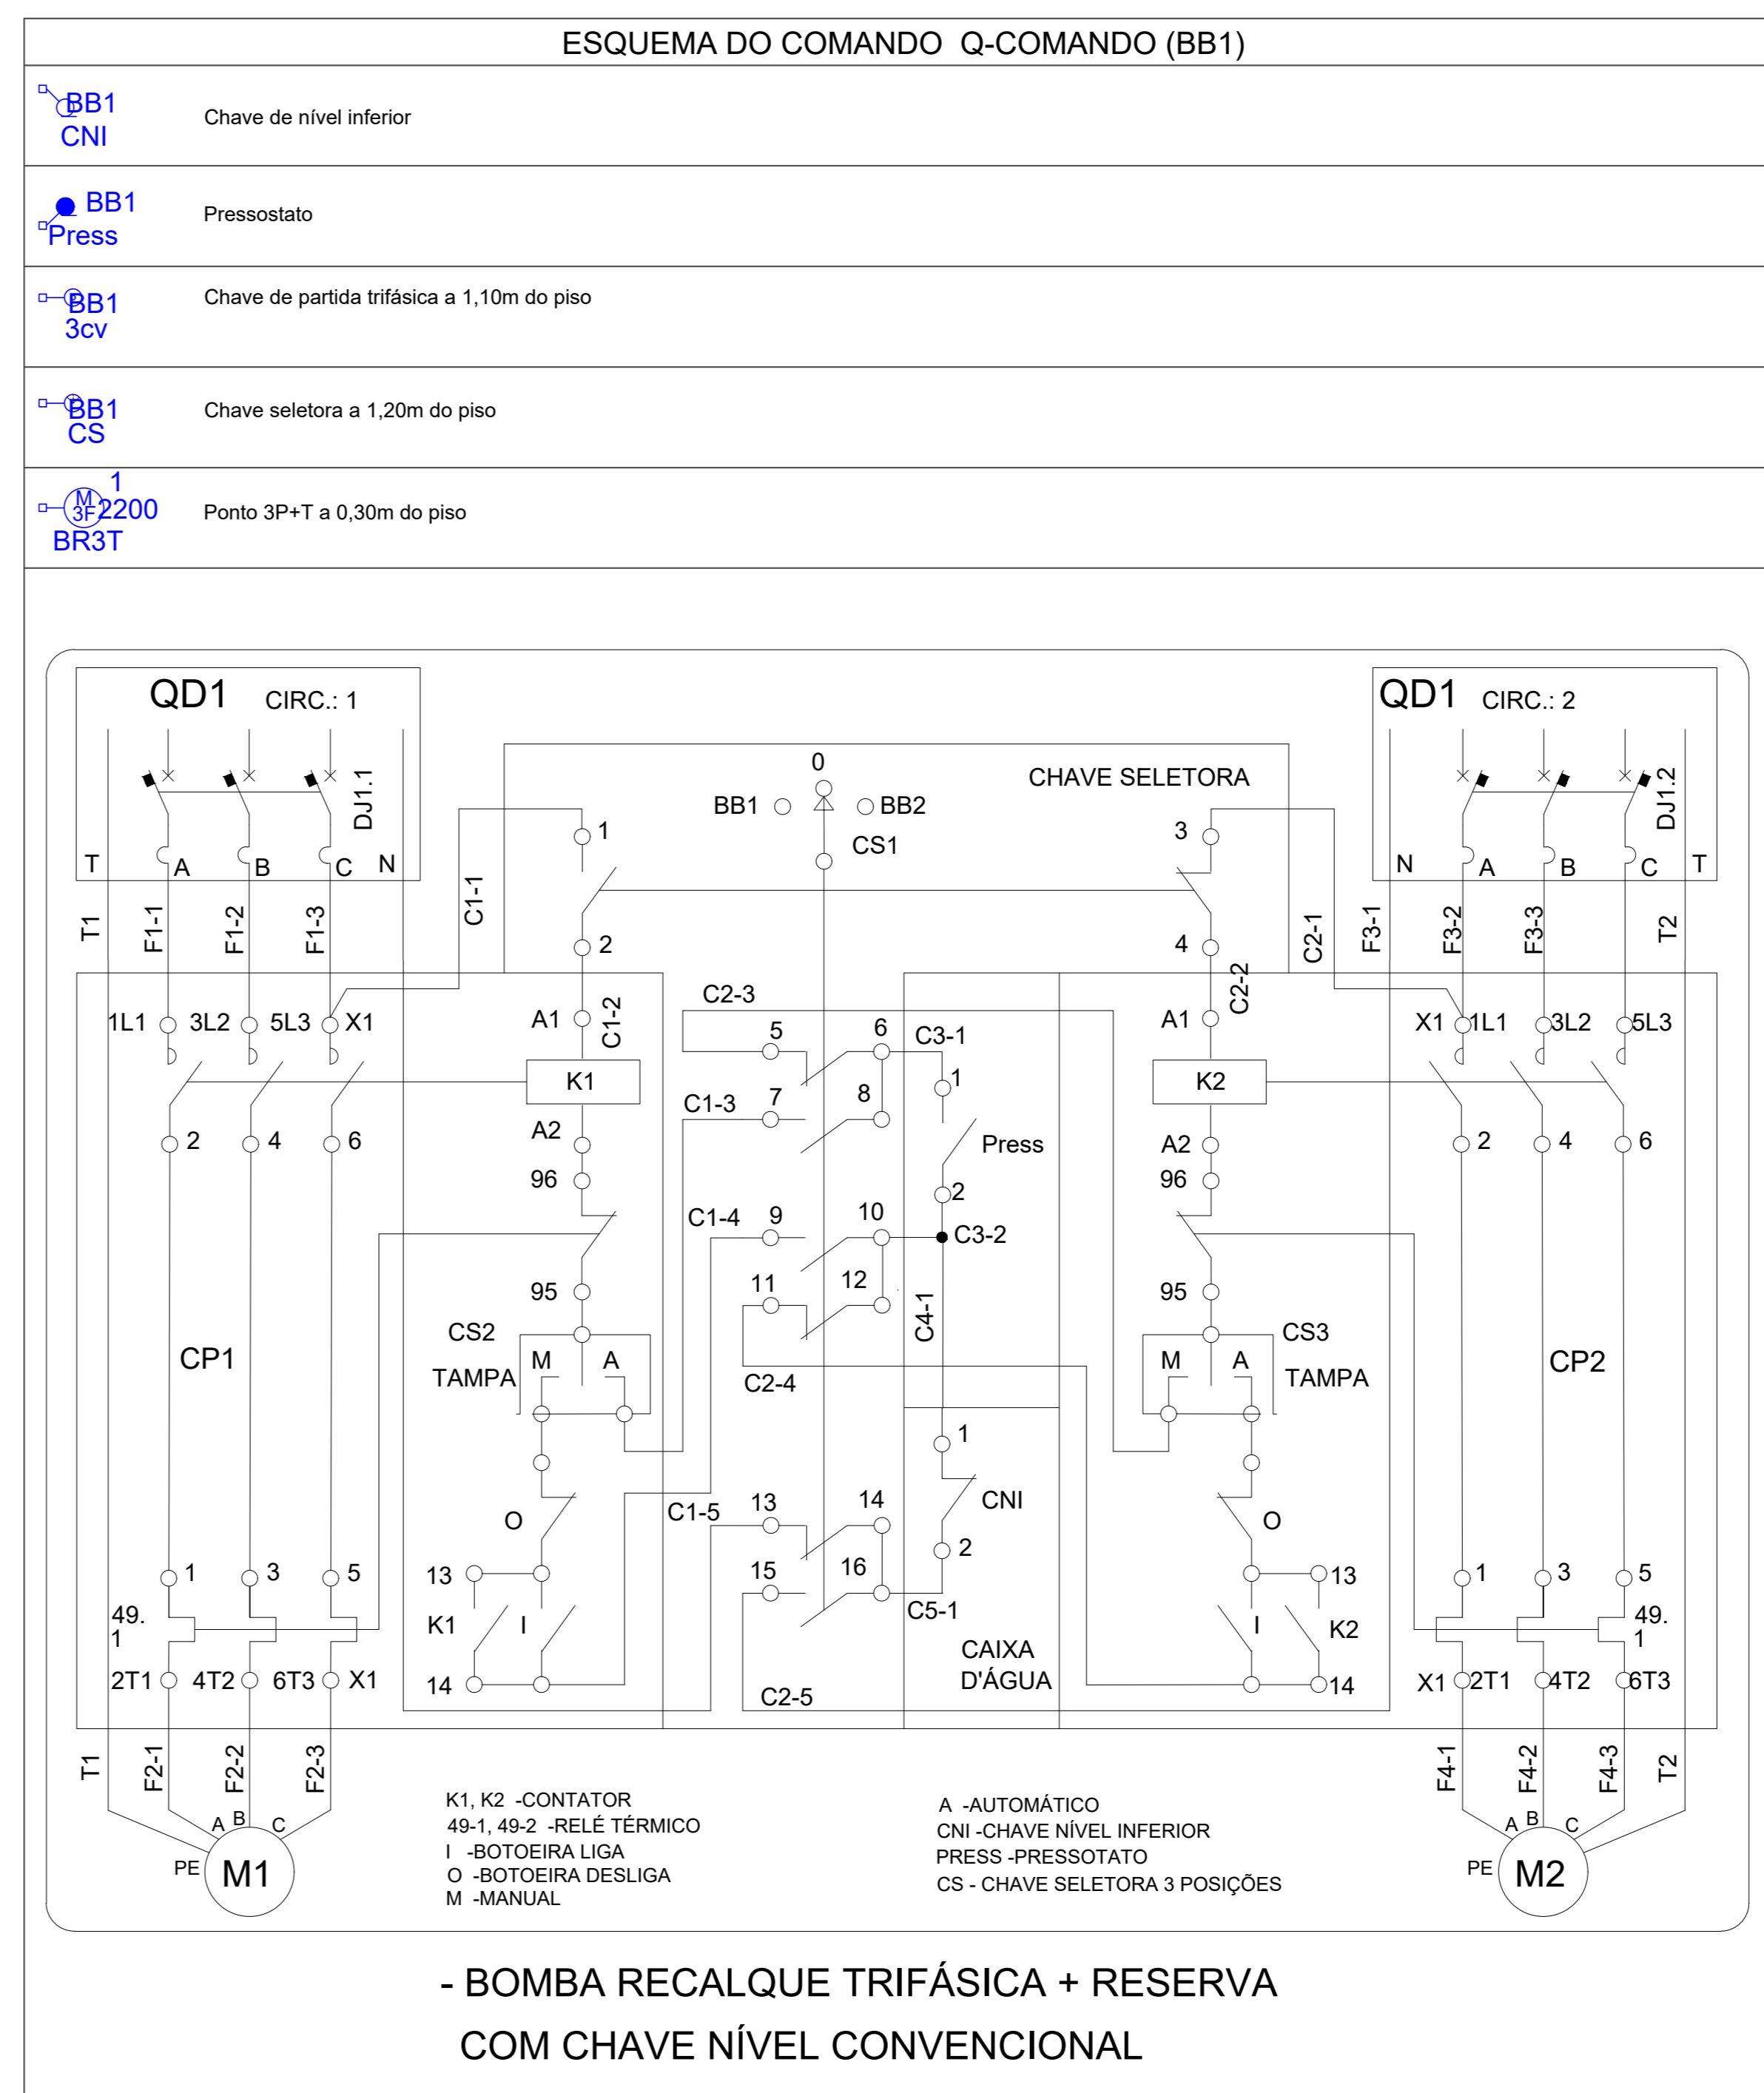 ESQUEMA DO COMANDO Q-COMANDO (BB1)
BB1
CNI
Chave de nível inferior
BB1
Press
Pressostato
BB1
3cv
Chave de partida trifásica a 1,10m do piso
BB1
CS
Chave seletora a 1,20m do piso
1
M
3F 2200
BR3T
Ponto 3P+T a 0,30m do piso
QD1 CIRC.: 1
QD1 CIRC.: 2
0
CHAVE SELETORA
BB1 BB2
DJ1.1
DJ1.2
CS1
1
3
T A B C N
N A B C T
T1 F1-1 F1-2 F1-3 C1-1
C2-1 F3-1 F3-2 F3-3 T2
2
4
C1-2
C2-2
C2-3
1L1 3L2 5L3 X1
A1
5 6 C3-1
A1
X1 1L1 3L2 5L3
K1
1
K2
C1-3 7 8
2 4 6
A2
Press
A2
2 4 6
96
2
96
C1-4 9 10
C3-2
95
11 12
C4-1
95
CS2
CS3
CP1
M A
TAMPA
C2-4
M A
TAMPA
CP2
1
CNI
O
C1-5 13 14
O
2
1 3 5
13
15 16
13
1 3 5
49.
1
K1 I
C5-1
I K2
49.
1
CAIXA
D'ÁGUA
2T1 4T2 6T3 X1
14
C2-5
14
X1 2T1 4T2 6T3
T1 F2-1 F2-2 F2-3
F4-1 F4-2 F4-3 T2
A B C
PE M1
K1, K2 -CONTATOR
49-1, 49-2 -RELÉ TÉRMICO
I -BOTOEIRA LIGA
O -BOTOEIRA DESLIGA
M -MANUAL
A -AUTOMÁTICO
CNI -CHAVE NÍVEL INFERIOR
PRESS -PRESSOTATO
CS - CHAVE SELETORA 3 POSIÇÕES
A B C
PE M2
- BOMBA RECALQUE TRIFÁSICA + RESERVA
COM CHAVE NÍVEL CONVENCIONAL